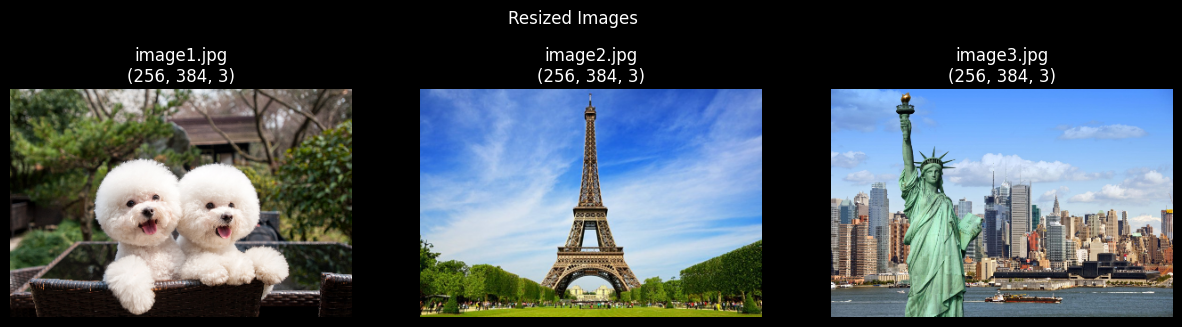 Resized Images
image1.jpg
(256, 384, 3)
image2.jpg
(256, 384, 3)
image3.jpg
(256, 384, 3)